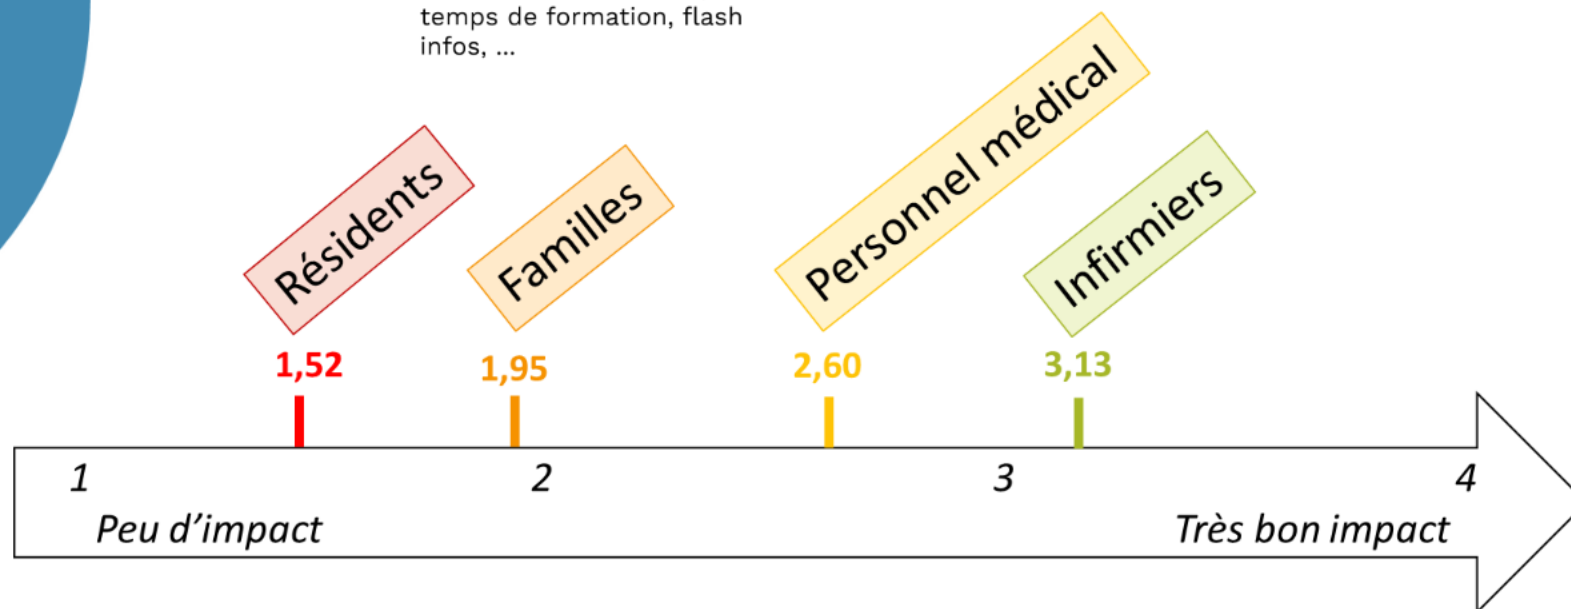 temps de formation, flash
infos, ...
Résidents
Familles
Personnel médical
Infirmiers
1,52
1,95
2,60
3,13
1
2
3
4
Peu d’impact
Très bon impact